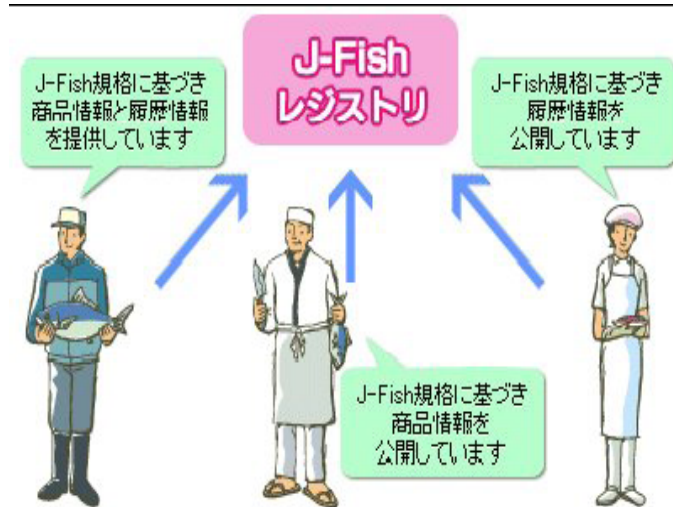 J-Fish
レジストリ
J-Fish規格に基づき
商品情報と履歴情報
を提供しています
J-Fish規格に基づき
履歴情報を
公開しています
J-Fish規格に基づき
商品情報を
公開しています